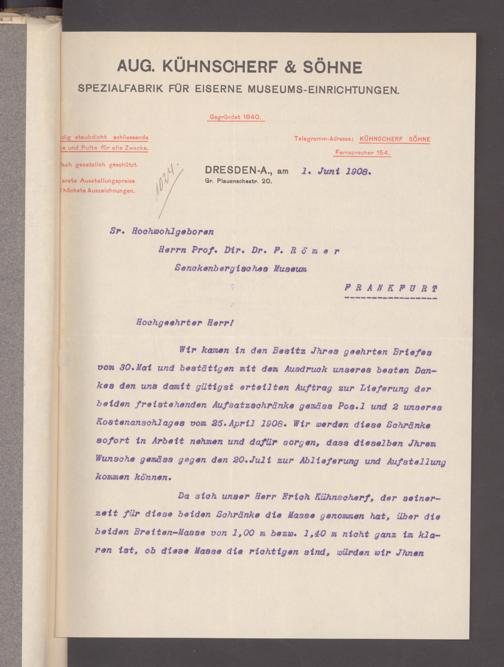 AUG. KÜHNSCHERF & SÖHNE
SPEZIALFABRIK FÜR EISERNE MUSEUMS-EINRICHTUNGEN.
Gegründet 1840.
staubdicht schliessende
und Pulte für alle Zwecke.
gesetzlich geschützt.
Ausstellungspreise
höchste Auszeichnungen.
Telegramm-Adresse: KÜHNSCHERF SÖHNE
Fernsprecher 154.
1024.
DRESDEN-A., am 1. Juni 1908.
Gr. Plauenschestr. 20.
Sr. Hochwohlgeboren
Herrn Prof. Dir. Dr. F. Römer
Senckenbergisches Museum
FRANKFURT
Hochgeehrter Herr!
Wir kamen in den Besitz Jhres geehrten Briefes
vom 30.Mai und bestätigen mit dem Ausdruck unseres besten Dan-
kes den uns damit gütigst erteilten Auftrag zur Lieferung der
beiden freistehenden Aufsatzschränke gemäss Pos.1 und 2 unseres
Kostenanschlages vom 25.April 1908. Wir werden diese Schränke
sofort in Arbeit nehmen und dafür sorgen, dass dieselben Jhrem
Wunsche gemäss gegen den 20.Juli zur Ablieferung und Aufstellung
kommen können.
Da sich unser Herr Erich Kühnscherf, der seiner-
zeit für diese beiden Schränke die Masse genommen hat, über die
beiden Breiten-Masse von 1,00 m bezw. 1,40 m nicht ganz im kla-
ren ist, ob diese Masse die richtigen sind, würden wir Jhnen